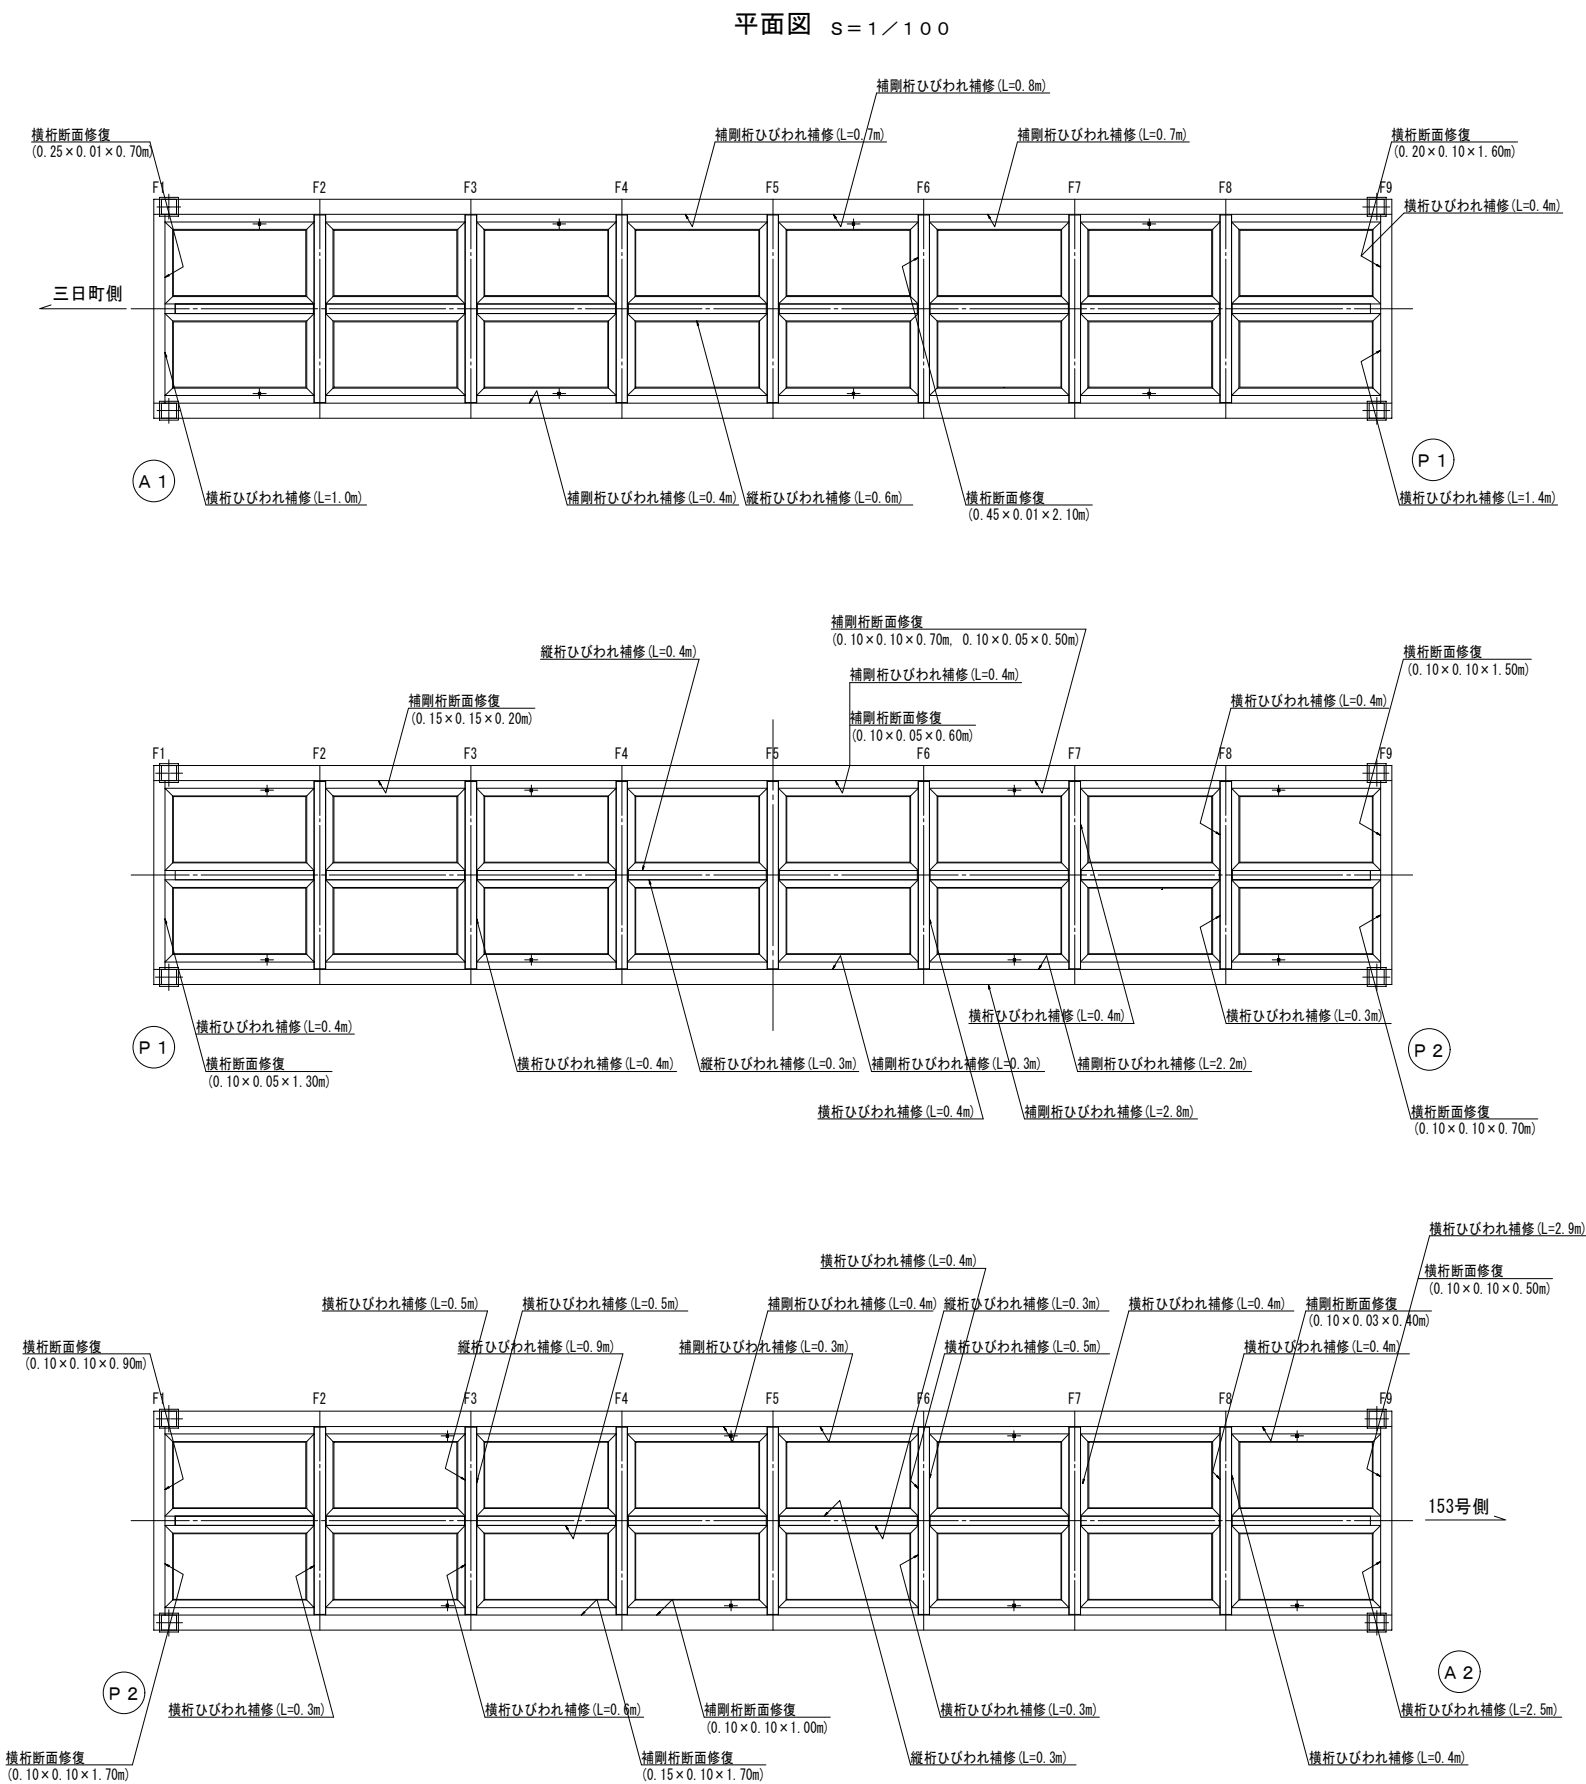 平面図 S＝1／100
補剛桁ひびわれ補修(L=0.8m)
横桁断面修復
(0.25×0.01×0.70m)
補剛桁ひびわれ補修(L=0.7m)
補剛桁ひびわれ補修(L=0.7m)
横桁断面修復
(0.20×0.10×1.60m)
F1 F2 F3 F4 F5 F6 F7 F8 F9
横桁ひびわれ補修(L=0.4m)
三日町側
A1
P1
横桁ひびわれ補修(L=1.0m)
補剛桁ひびわれ補修(L=0.4m)
縦桁ひびわれ補修(L=0.6m)
横桁断面修復
(0.45×0.01×2.10m)
横桁ひびわれ補修(L=1.4m)
補剛桁断面修復
(0.10×0.10×0.70m, 0.10×0.05×0.50m)
縦桁ひびわれ補修(L=0.4m)
横桁断面修復
(0.10×0.10×1.50m)
補剛桁ひびわれ補修(L=0.4m)
補剛桁断面修復
(0.15×0.15×0.20m)
横桁ひびわれ補修(L=0.4m)
補剛桁断面修復
(0.10×0.05×0.60m)
F1 F2 F3 F4 F5 F6 F7 F8 F9
横桁ひびわれ補修(L=0.4m)
横桁ひびわれ補修(L=0.3m)
横桁ひびわれ補修(L=0.4m)
P1
P2
横桁断面修復
(0.10×0.05×1.30m)
横桁ひびわれ補修(L=0.4m)
縦桁ひびわれ補修(L=0.3m)
補剛桁ひびわれ補修(L=0.3m)
補剛桁ひびわれ補修(L=2.2m)
横桁ひびわれ補修(L=0.4m)
補剛桁ひびわれ補修(L=2.8m)
横桁断面修復
(0.10×0.10×0.70m)
横桁ひびわれ補修(L=2.9m)
横桁ひびわれ補修(L=0.4m)
横桁断面修復
(0.10×0.10×0.50m)
横桁ひびわれ補修(L=0.5m)
横桁ひびわれ補修(L=0.5m)
補剛桁ひびわれ補修(L=0.4m)
縦桁ひびわれ補修(L=0.3m)
横桁ひびわれ補修(L=0.4m)
補剛桁断面修復
(0.10×0.03×0.40m)
横桁断面修復
(0.10×0.10×0.90m)
縦桁ひびわれ補修(L=0.9m)
補剛桁ひびわれ補修(L=0.3m)
横桁ひびわれ補修(L=0.5m)
横桁ひびわれ補修(L=0.4m)
F1 F2 F3 F4 F5 F6 F7 F8 F9
153号側
P2
A2
横桁ひびわれ補修(L=0.3m)
横桁ひびわれ補修(L=0.6m)
補剛桁断面修復
(0.10×0.10×1.00m)
横桁ひびわれ補修(L=0.3m)
横桁ひびわれ補修(L=2.5m)
横桁断面修復
(0.10×0.10×1.70m)
補剛桁断面修復
(0.15×0.10×1.70m)
縦桁ひびわれ補修(L=0.3m)
横桁ひびわれ補修(L=0.4m)